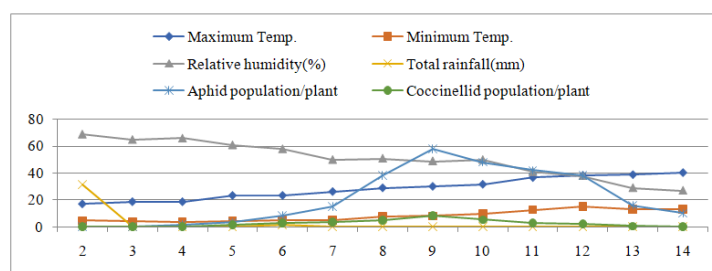 Maximum Temp. Minimum Temp.
Relative humidity(%) Total rainfall(mm)
Aphid population/plant Coccinellid population/plant
80
60
40
20
0
2 3 4 5 6 7 8 9 10 11 12 13 14